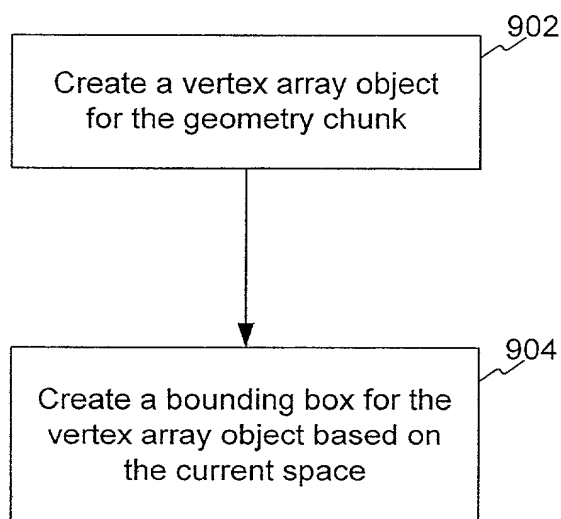 902
Create a vertex array object
for the geometry chunk
904
Create a bounding box for the
vertex array object based on
the current space